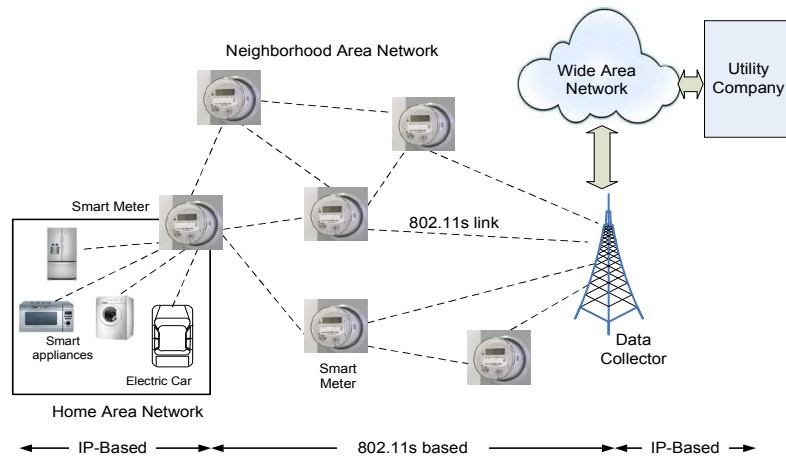 Neighborhood Area Network
Wide Area
Network
Utility
Company
Smart Meter
802.11s link
Smart
appliances
Electric Car
Smart
Meter
Data
Collector
Home Area Network
IP-Based
802.11s based
IP-Based